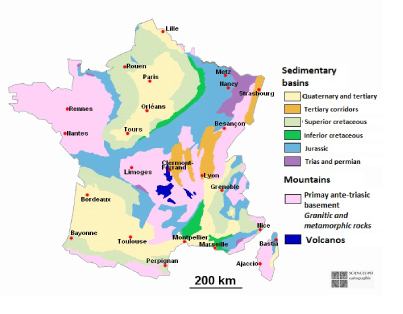 Lille
Rouen
Paris
Metz
Nancy
Strasbourg
Orléans
Rennes
Nantes
Tours
Besançon
Clermont-
Ferrand
Limoges
Lyon
Grenoble
Bordeaux
Bayonne
Toulouse
Montpellier
Marseille
Nice
Bastia
Ajaccio
Perpignan
200 km
Sedimentary
basins
Quaternary and tertiary
Tertiary corridors
Superior cretaceous
Inferior cretaceous
Jurassic
Trias and permian
Mountains
Primay ante-triasic
basement
Granitic and
metamorphic rocks
Volcanos